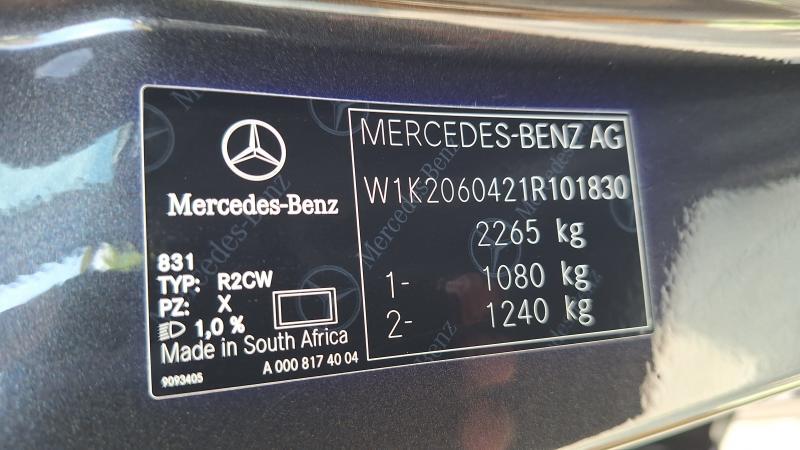 Mercedes-Benz
831
TYP: R2CW
PZ: X
1,0 %
Made in South Africa
A 000 817 40 04
9093405
MERCEDES-BENZ AG
W1K2060421R101830
2265 kg
1- 1080 kg
2- 1240 kg